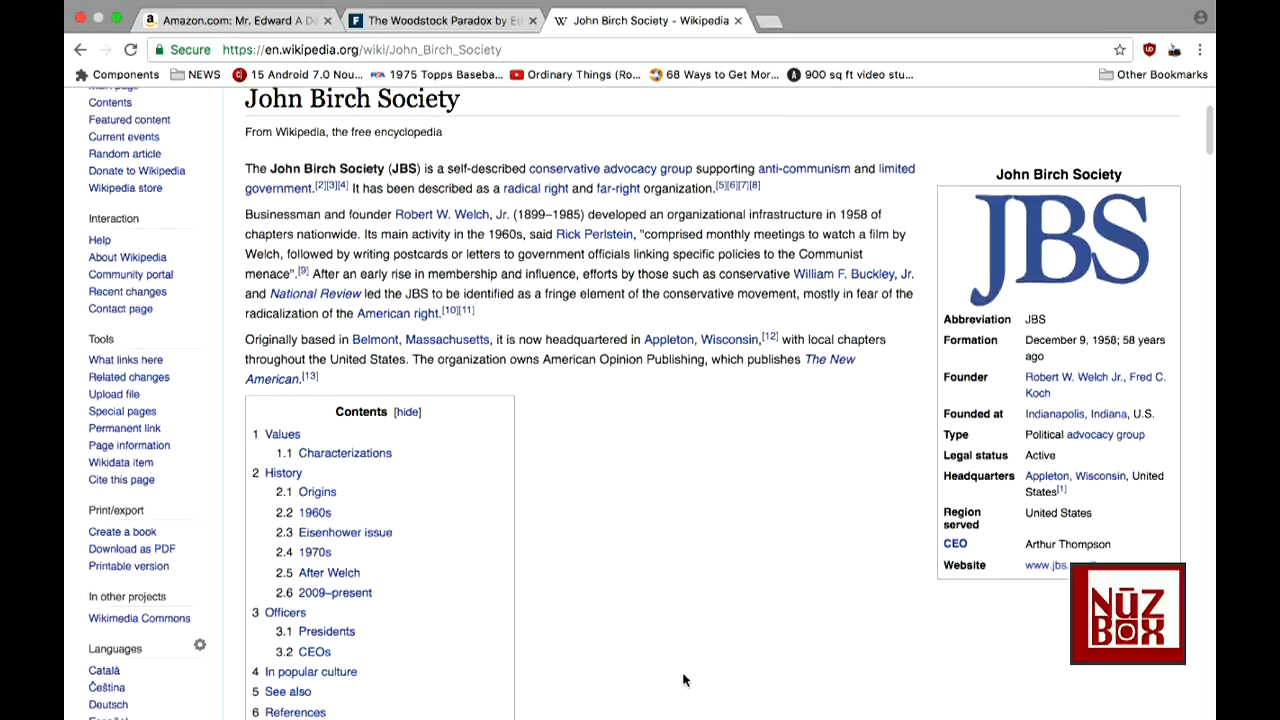 Amazon.com: Mr. Edward A De
The Woodstock Paradox by Ed
John Birch Society - Wikipedia
Secure https://en.wikipedia.org/wiki/John_Birch_Society
Components NEWS 15 Android 7.0 Nou... 1975 Topps Baseba... Ordinary Things (Ro... 68 Ways to Get Mor... 900 sq ft video stu... Other Bookmarks
Main page
Contents
Featured content
Current events
Random article
Donate to Wikipedia
Wikipedia store
Interaction
Help
About Wikipedia
Community portal
Recent changes
Contact page
Tools
What links here
Related changes
Upload file
Special pages
Permanent link
Page information
Wikidata item
Cite this page
Print/export
Create a book
Download as PDF
Printable version
In other projects
Wikimedia Commons
Languages
Català
Čeština
Deutsch
John Birch Society
From Wikipedia, the free encyclopedia
The John Birch Society (JBS) is a self-described conservative advocacy group supporting anti-communism and limited
government.[2][3][4] It has been described as a radical right and far-right organization.[5][6][7][8]
Businessman and founder Robert W. Welch, Jr. (1899–1985) developed an organizational infrastructure in 1958 of
chapters nationwide. Its main activity in the 1960s, said Rick Perlstein, "comprised monthly meetings to watch a film by
Welch, followed by writing postcards or letters to government officials linking specific policies to the Communist
menace".[9] After an early rise in membership and influence, efforts by those such as conservative William F. Buckley, Jr.
and National Review led the JBS to be identified as a fringe element of the conservative movement, mostly in fear of the
radicalization of the American right.[10][11]
Originally based in Belmont, Massachusetts, it is now headquartered in Appleton, Wisconsin,[12] with local chapters
throughout the United States. The organization owns American Opinion Publishing, which publishes The New
American.[13]
Contents [hide]
1 Values
1.1 Characterizations
2 History
2.1 Origins
2.2 1960s
2.3 Eisenhower issue
2.4 1970s
2.5 After Welch
2.6 2009–present
3 Officers
3.1 Presidents
3.2 CEOs
4 In popular culture
5 See also
6 References
John Birch Society
JBS
Abbreviation JBS
Formation December 9, 1958; 58 years
ago
Founder Robert W. Welch Jr., Fred C.
Koch
Founded at Indianapolis, Indiana, U.S.
Type Political advocacy group
Legal status Active
Headquarters Appleton, Wisconsin, United
States[1]
Region United States
served
CEO Arthur Thompson
Website www.jbs.
NŪZ
BOX